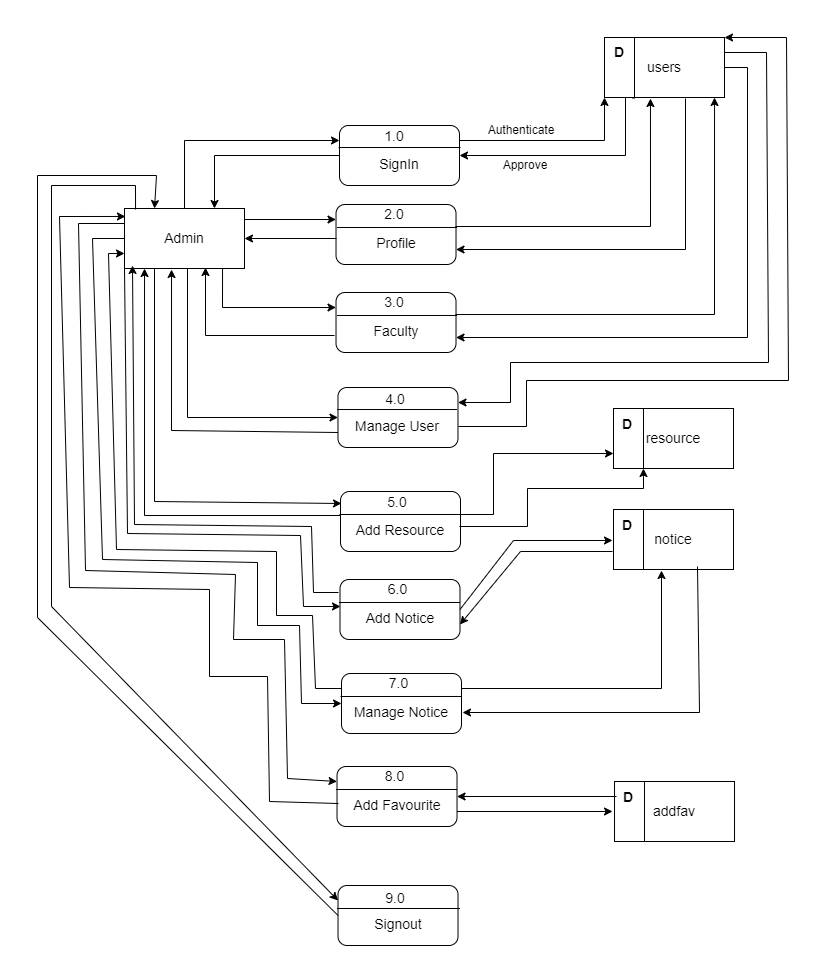 D
users
1.0
SignIn
Authenticate
Approve
Admin
2.0
Profile
3.0
Faculty
4.0
Manage User
D
resource
5.0
Add Resource
D
notice
6.0
Add Notice
7.0
Manage Notice
8.0
Add Favourite
D
addfav
9.0
Signout